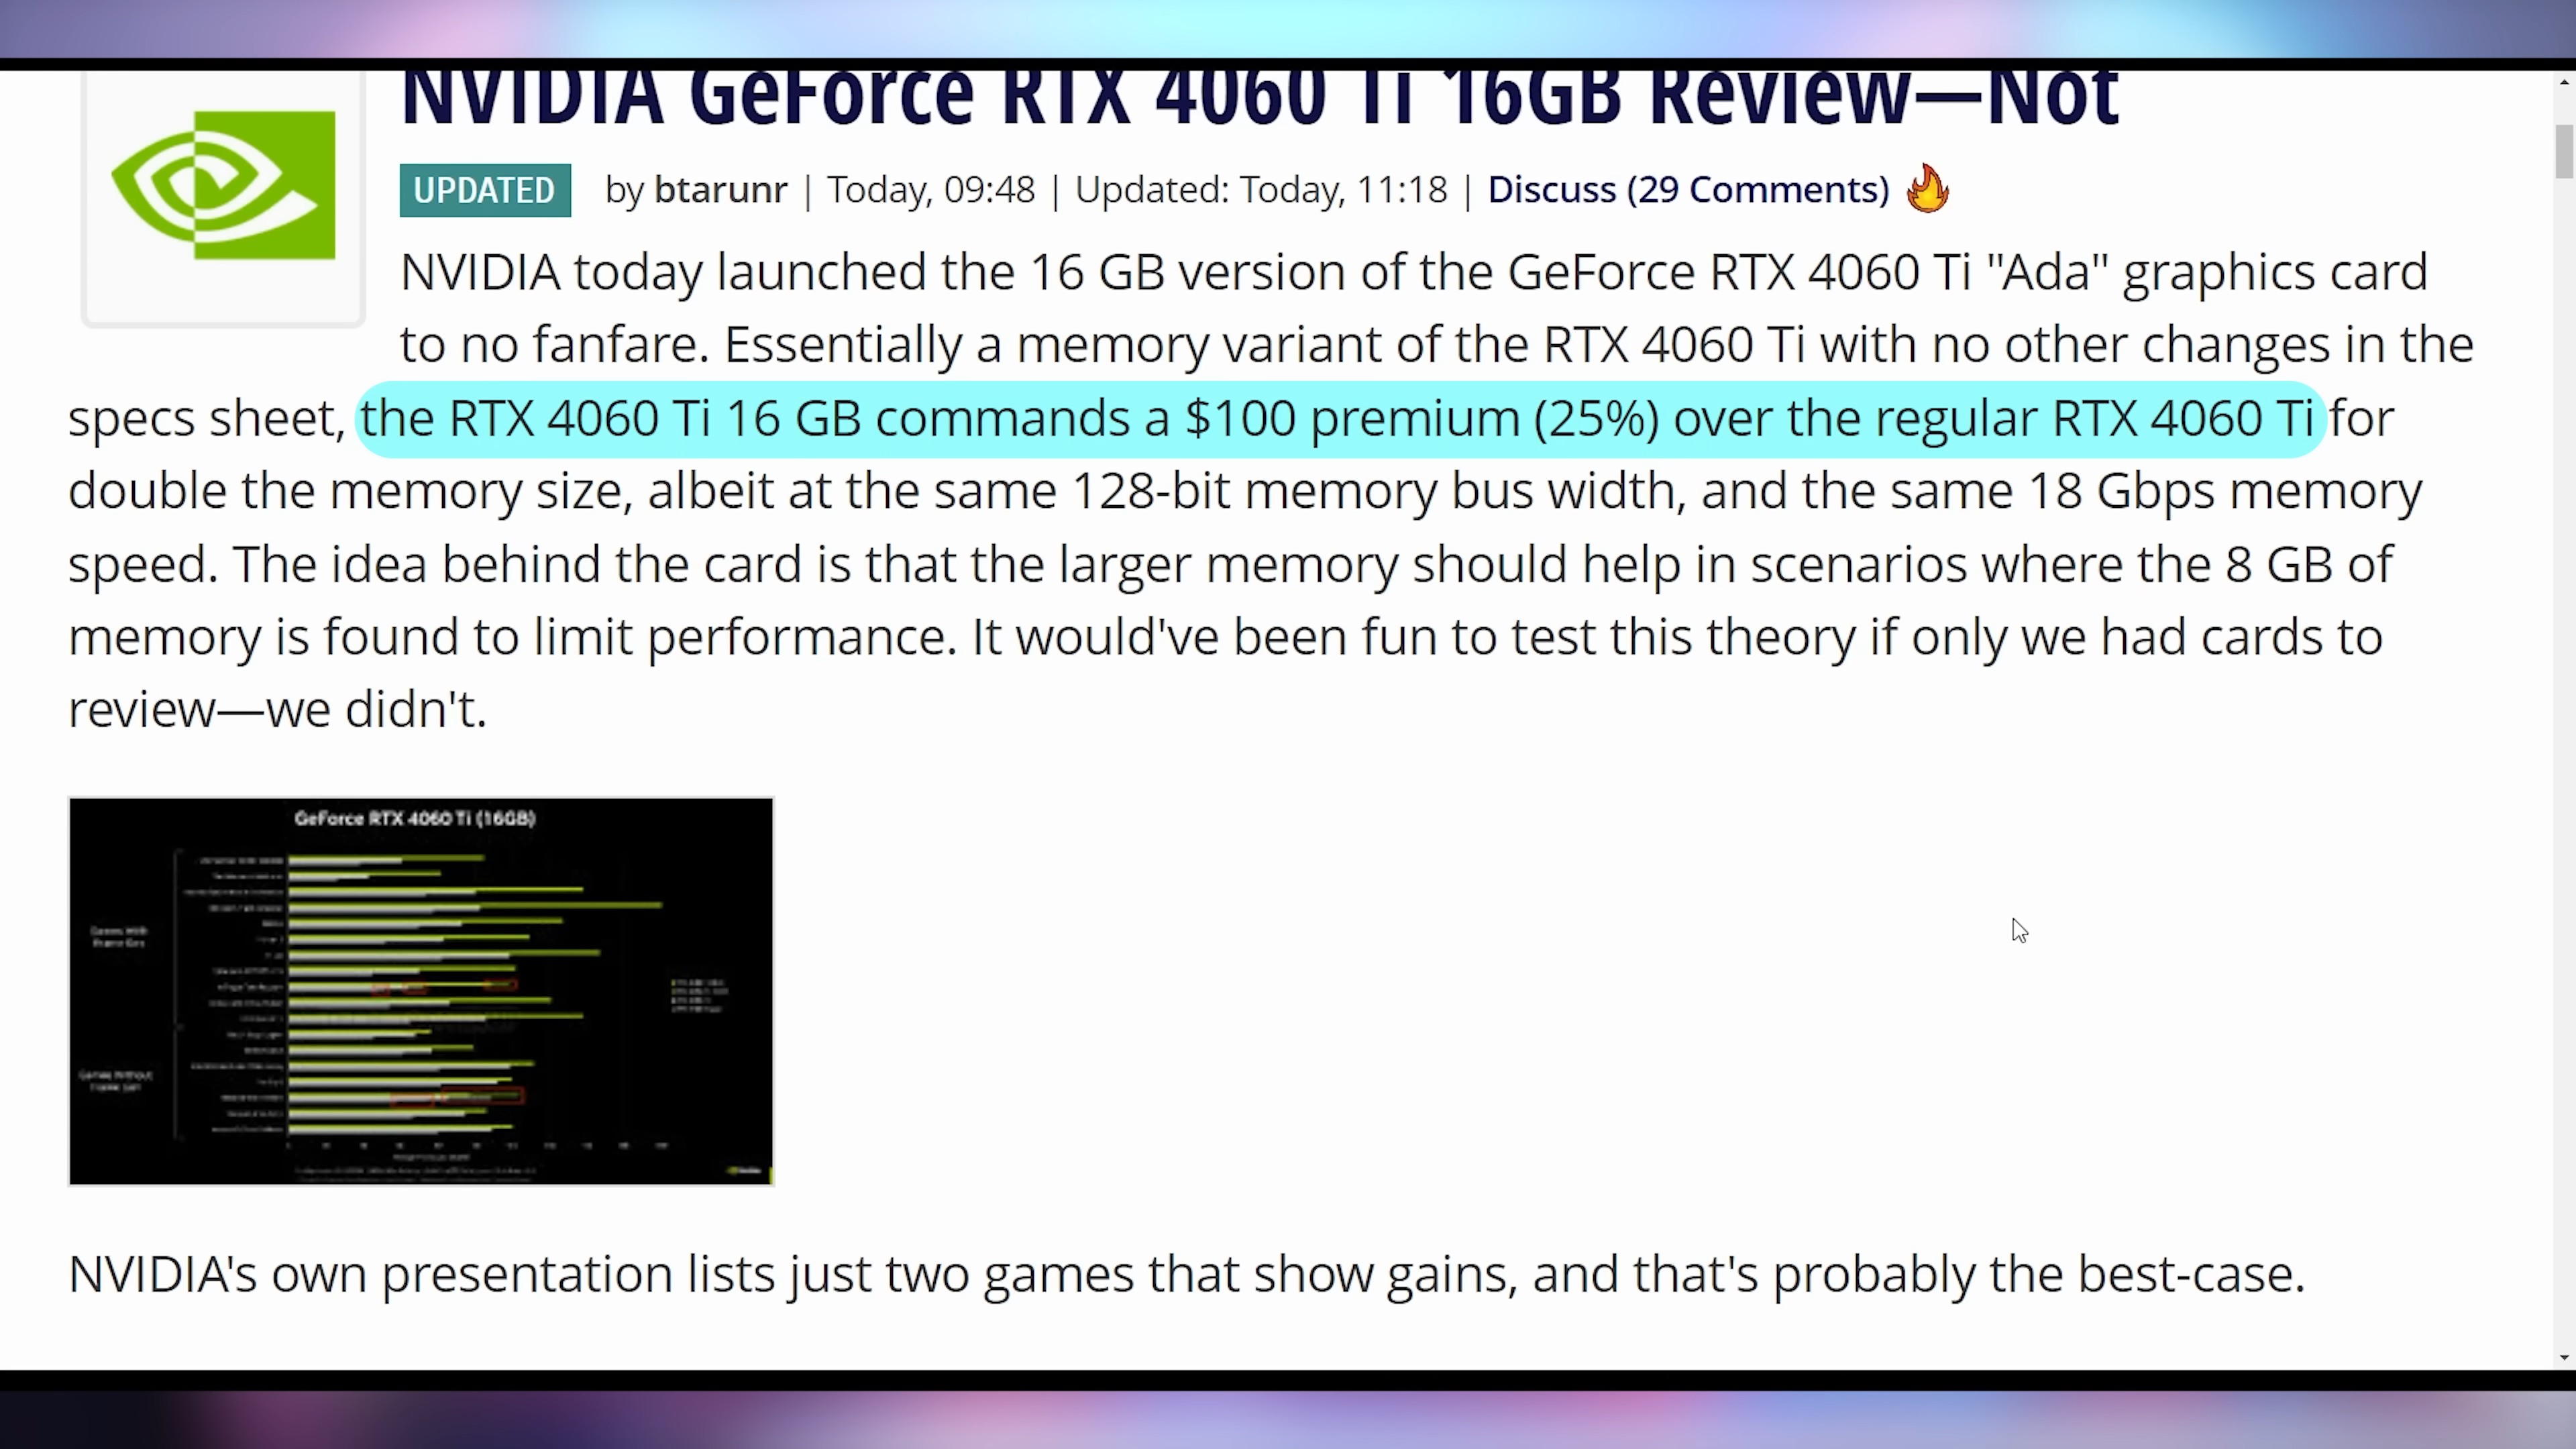 NVIDIA GeForce RTX 4060 Ti 16GB Review—Not
UPDATED by btarunr | Today, 09:48 | Updated: Today, 11:18 | Discuss (29 Comments)
NVIDIA today launched the 16 GB version of the GeForce RTX 4060 Ti "Ada" graphics card
to no fanfare. Essentially a memory variant of the RTX 4060 Ti with no other changes in the
specs sheet, the RTX 4060 Ti 16 GB commands a $100 premium (25%) over the regular RTX 4060 Ti for
double the memory size, albeit at the same 128-bit memory bus width, and the same 18 Gbps memory
speed. The idea behind the card is that the larger memory should help in scenarios where the 8 GB of
memory is found to limit performance. It would've been fun to test this theory if only we had cards to
review—we didn't.
GeForce RTX 4060 Ti (16GB)
Games With
Frame Gen
Games Without
Frame Gen
NVIDIA's own presentation lists just two games that show gains, and that's probably the best-case.